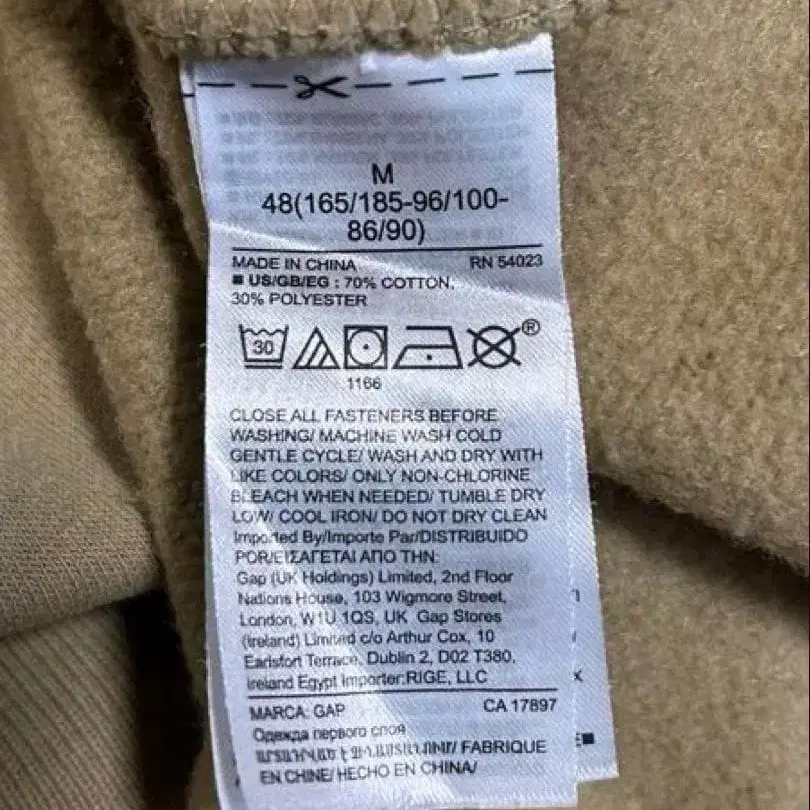 M
48(165/185-96/100-
86/90)
MADE IN CHINA RN 54023
■ US/GB/EG : 70% COTTON,
30% POLYESTER
30 ®
1166
CLOSE ALL FASTENERS BEFORE
WASHING/ MACHINE WASH COLD
GENTLE CYCLE/ WASH AND DRY WITH
LIKE COLORS/ ONLY NON-CHLORINE
BLEACH WHEN NEEDED/ TUMBLE DRY
LOW/ COOL IRON/ DO NOT DRY CLEAN
Imported By/Importe Par/DISTRIBUIDO
POR/ΕΙΣΑΓΕΤΑΙ ΑΠΟ ΤΗΝ:
Gap (UK Holdings) Limited, 2nd Floor
Nations House, 103 Wigmore Street,
London, W1U 1QS, UK Gap Stores
(Ireland) Limited c/o Arthur Cox, 10
Earlsfort Terrace, Dublin 2, D02 T380,
Ireland Egypt Importer:RIGE, LLC
MARCA: GAP CA 17897
Одежда первого слоя
FABRIQUE
EN CHINE/ HECHO EN CHINA/